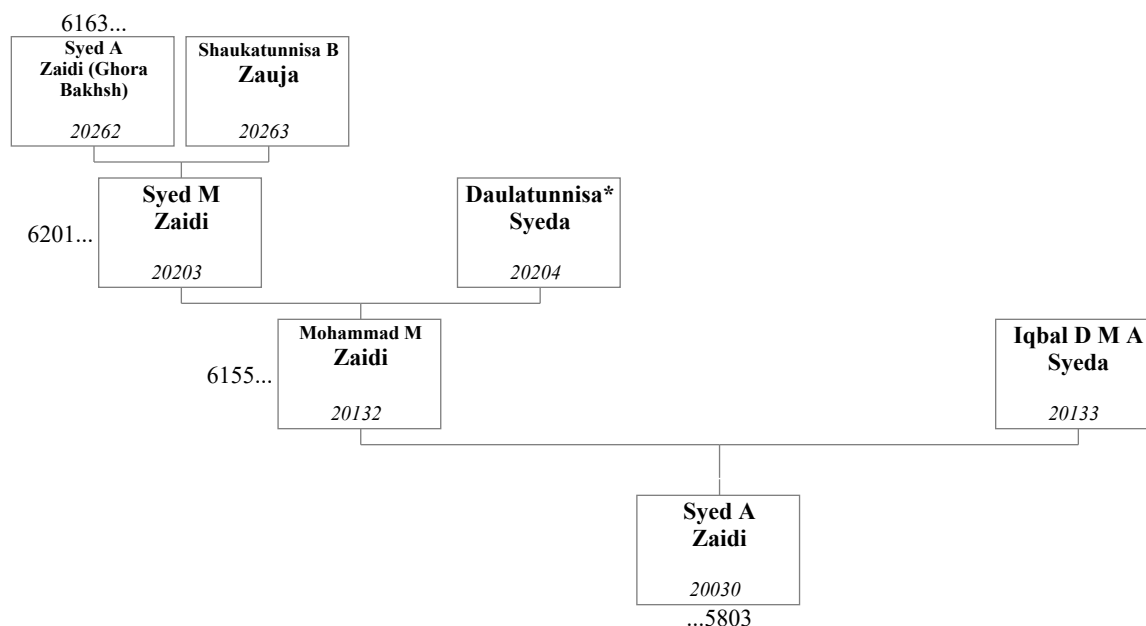 6163...
Syed A
Zaidi (Ghora
Bakhsh)
20262
Shaukatunnisa B
Zauja
20263
6201...
Syed M
Zaidi
20203
Daulatunnisa*
Syeda
20204
6155...
Mohammad M
Zaidi
20132
Iqbal D M A
Syeda
20133
Syed A
Zaidi
20030
...5803